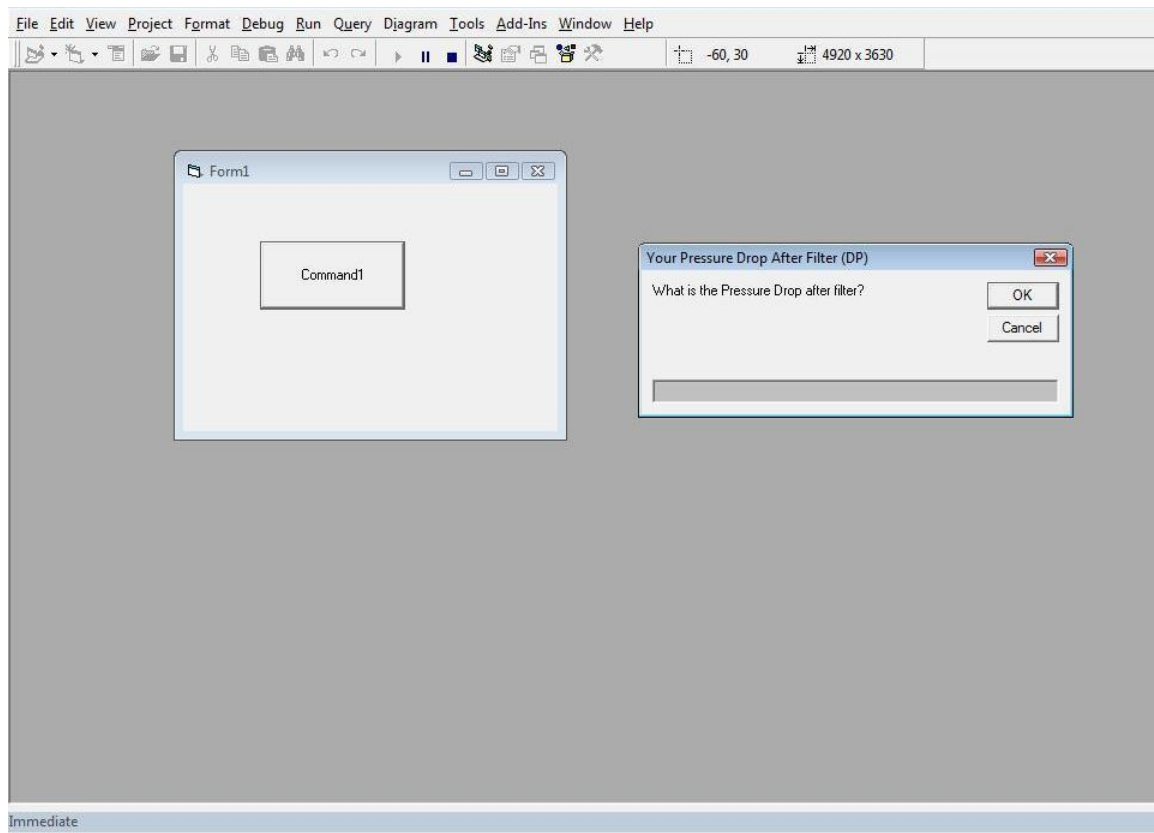 File Edit View Project Format Debug Run Query Diagram Tools Add-Ins Window Help
-60, 30 4920 x 3630
Form1
Command1
Your Pressure Drop After Filter (DP)
What is the Pressure Drop after filter?
OK
Cancel
Immediate